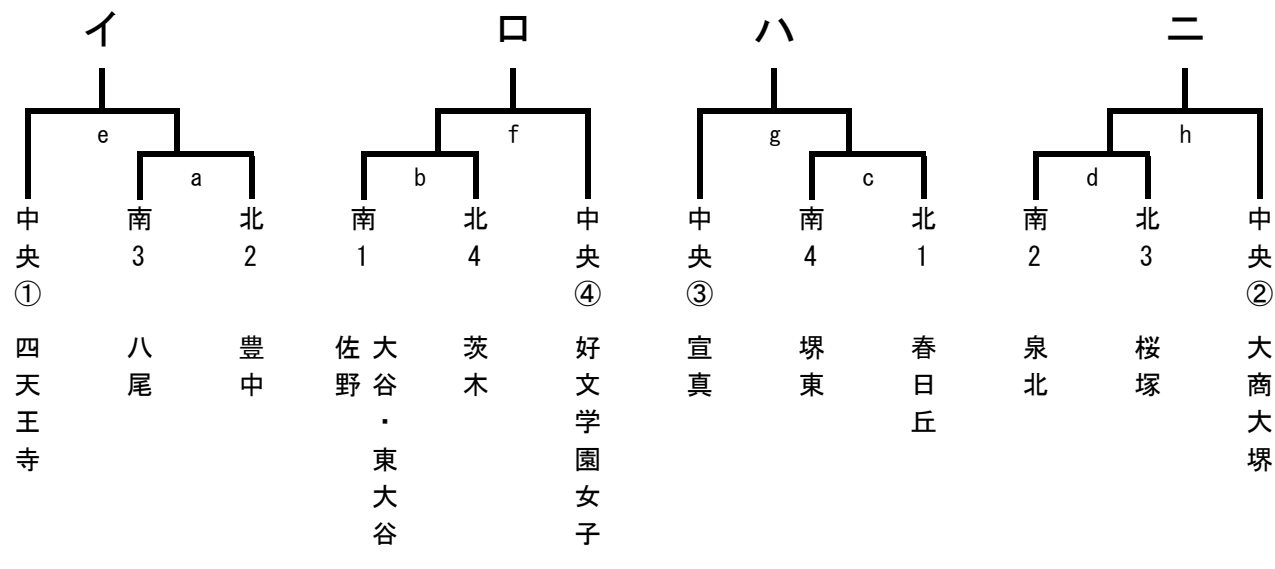 イ ロ ハ ニ
e f g h
a b c d
中央① 南3 北2 南1 北4 中央④ 中央③ 南4 北1 南2 北3 中央②
四天王寺
八尾
豊中
佐野
大谷・東大谷
茨木
好文学園女子
宣真
堺東
春日丘
泉北
桜塚
大商大堺